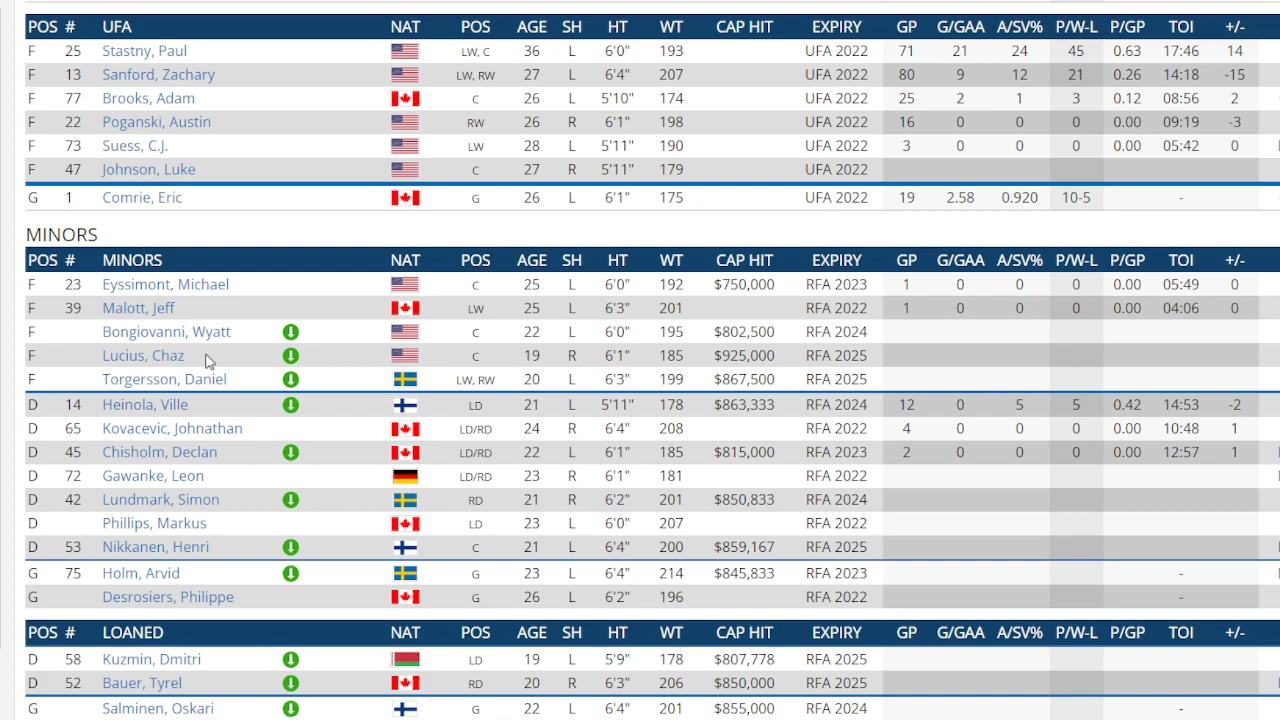 POS # UFA NAT POS AGE SH HT WT CAP HIT EXPIRY GP G/GAA A/SV% P/W-L P/GP TOI +/-
F 25 Stastny, Paul LW, C 36 L 6'0" 193 UFA 2022 71 21 24 45 0.63 17:46 14
F 13 Sanford, Zachary LW, RW 27 L 6'4" 207 UFA 2022 80 9 12 21 0.26 14:18 -15
F 77 Brooks, Adam C 26 L 5'10" 174 UFA 2022 25 2 1 3 0.12 08:56 2
F 22 Poganski, Austin RW 26 R 6'1" 198 UFA 2022 16 0 0 0 0.00 09:19 -3
F 73 Suess, C.J. LW 28 L 5'11" 190 UFA 2022 3 0 0 0 0.00 05:42 0
F 47 Johnson, Luke C 27 R 5'11" 179 UFA 2022
G 1 Comrie, Eric G 26 L 6'1" 175 UFA 2022 19 2.58 0.920 10-5 -
MINORS
POS # MINORS NAT POS AGE SH HT WT CAP HIT EXPIRY GP G/GAA A/SV% P/W-L P/GP TOI +/-
F 23 Eyssimont, Michael C 25 L 6'0" 192 $750,000 RFA 2023 1 0 0 0 0.00 05:49 0
F 39 Malott, Jeff LW 25 L 6'3" 201 RFA 2022 1 0 0 0 0.00 04:06 0
F Bongiovanni, Wyatt C 22 L 6'0" 195 $802,500 RFA 2024
F Lucius, Chaz C 19 R 6'1" 185 $925,000 RFA 2025
F Torgersson, Daniel LW, RW 20 L 6'3" 199 $867,500 RFA 2025
D 14 Heinola, Ville LD 21 L 5'11" 178 $863,333 RFA 2024 12 0 5 5 0.42 14:53 -2
D 65 Kovacevic, Johnathan LD/RD 24 R 6'4" 208 RFA 2022 4 0 0 0 0.00 10:48 1
D 45 Chisholm, Declan LD/RD 22 L 6'1" 185 $815,000 RFA 2023 2 0 0 0 0.00 12:57 1
D 72 Gawanke, Leon LD/RD 23 R 6'1" 181 RFA 2022
D 42 Lundmark, Simon RD 21 R 6'2" 201 $850,833 RFA 2024
D Phillips, Markus LD 23 L 6'0" 207 RFA 2022
D 53 Nikkanen, Henri C 21 L 6'4" 200 $859,167 RFA 2025
G 75 Holm, Arvid G 23 L 6'4" 214 $845,833 RFA 2023 -
G Desrosiers, Philippe G 26 L 6'2" 196 RFA 2022 -
POS # LOANED NAT POS AGE SH HT WT CAP HIT EXPIRY GP G/GAA A/SV% P/W-L P/GP TOI +/-
D 58 Kuzmin, Dmitri LD 19 L 5'9" 178 $807,778 RFA 2025
D 52 Bauer, Tyrel RD 20 R 6'3" 206 $850,000 RFA 2025
G Salminen, Oskari G 22 L 6'4" 201 $855,000 RFA 2024 -